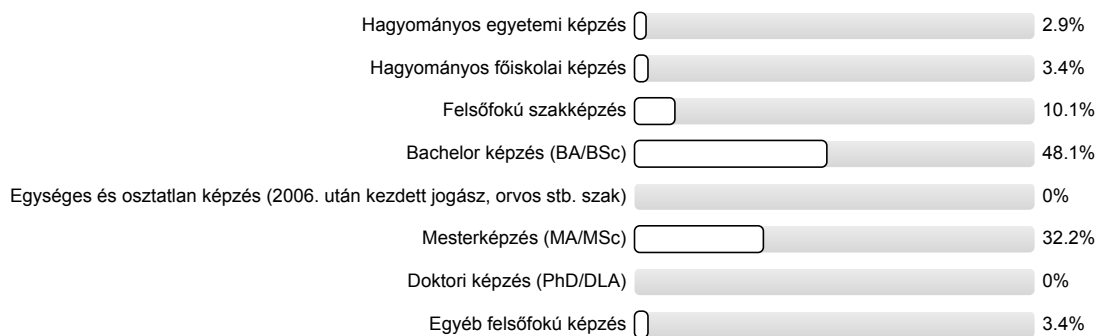 Hagyományos egyetemi képzés 2.9%
Hagyományos főiskolai képzés 3.4%
Felsőfokú szakképzés 10.1%
Bachelor képzés (BA/BSc) 48.1%
Egységes és osztatlan képzés (2006. után kezdett jogász, orvos stb. szak) 0%
Mesterképzés (MA/MSc) 32.2%
Doktori képzés (PhD/DLA) 0%
Egyéb felsőfokú képzés 3.4%